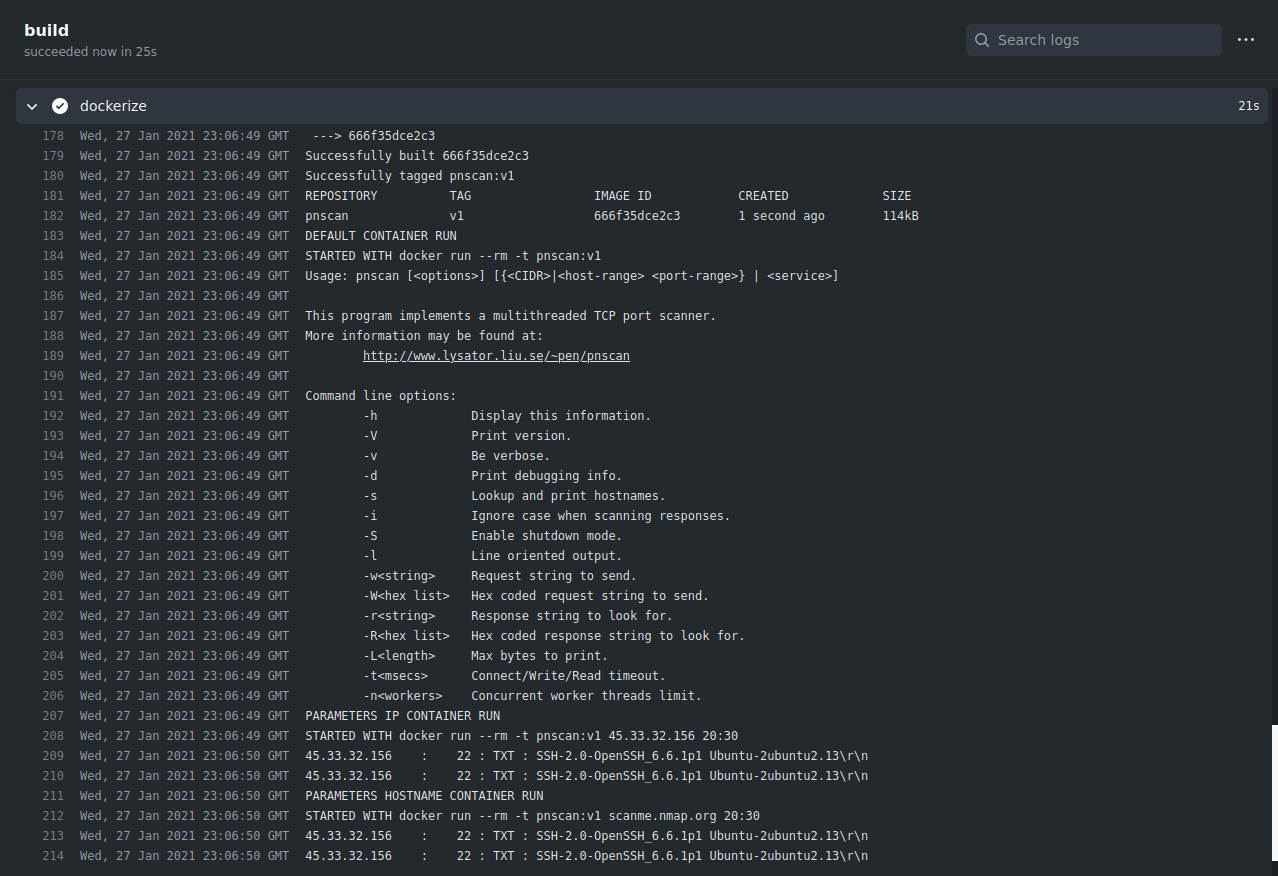 build
succeeded now in 25s
Search logs
dockerize 21s
178 Wed, 27 Jan 2021 23:06:49 GMT ---> 666f35dce2c3
179 Wed, 27 Jan 2021 23:06:49 GMT Successfully built 666f35dce2c3
180 Wed, 27 Jan 2021 23:06:49 GMT Successfully tagged pnscan:v1
181 Wed, 27 Jan 2021 23:06:49 GMT REPOSITORY TAG IMAGE ID CREATED SIZE
182 Wed, 27 Jan 2021 23:06:49 GMT pnscan v1 666f35dce2c3 1 second ago 114kB
183 Wed, 27 Jan 2021 23:06:49 GMT DEFAULT CONTAINER RUN
184 Wed, 27 Jan 2021 23:06:49 GMT STARTED WITH docker run --rm -t pnscan:v1
185 Wed, 27 Jan 2021 23:06:49 GMT Usage: pnscan [<options>] [{<CIDR>|<host-range> <port-range>} | <service>]
186 Wed, 27 Jan 2021 23:06:49 GMT
187 Wed, 27 Jan 2021 23:06:49 GMT This program implements a multithreaded TCP port scanner.
188 Wed, 27 Jan 2021 23:06:49 GMT More information may be found at:
189 Wed, 27 Jan 2021 23:06:49 GMT http://www.lysator.liu.se/~pen/pnscan
190 Wed, 27 Jan 2021 23:06:49 GMT
191 Wed, 27 Jan 2021 23:06:49 GMT Command line options:
192 Wed, 27 Jan 2021 23:06:49 GMT -h Display this information.
193 Wed, 27 Jan 2021 23:06:49 GMT -V Print version.
194 Wed, 27 Jan 2021 23:06:49 GMT -v Be verbose.
195 Wed, 27 Jan 2021 23:06:49 GMT -d Print debugging info.
196 Wed, 27 Jan 2021 23:06:49 GMT -s Lookup and print hostnames.
197 Wed, 27 Jan 2021 23:06:49 GMT -i Ignore case when scanning responses.
198 Wed, 27 Jan 2021 23:06:49 GMT -S Enable shutdown mode.
199 Wed, 27 Jan 2021 23:06:49 GMT -l Line oriented output.
200 Wed, 27 Jan 2021 23:06:49 GMT -w<string> Request string to send.
201 Wed, 27 Jan 2021 23:06:49 GMT -W<hex list> Hex coded request string to send.
202 Wed, 27 Jan 2021 23:06:49 GMT -r<string> Response string to look for.
203 Wed, 27 Jan 2021 23:06:49 GMT -R<hex list> Hex coded response string to look for.
204 Wed, 27 Jan 2021 23:06:49 GMT -L<length> Max bytes to print.
205 Wed, 27 Jan 2021 23:06:49 GMT -t<msecs> Connect/Write/Read timeout.
206 Wed, 27 Jan 2021 23:06:49 GMT -n<workers> Concurrent worker threads limit.
207 Wed, 27 Jan 2021 23:06:49 GMT PARAMETERS IP CONTAINER RUN
208 Wed, 27 Jan 2021 23:06:49 GMT STARTED WITH docker run --rm -t pnscan:v1 45.33.32.156 20:30
209 Wed, 27 Jan 2021 23:06:50 GMT 45.33.32.156 : 22 : TXT : SSH-2.0-OpenSSH_6.6.1p1 Ubuntu-2ubuntu2.13\r\n
210 Wed, 27 Jan 2021 23:06:50 GMT 45.33.32.156 : 22 : TXT : SSH-2.0-OpenSSH_6.6.1p1 Ubuntu-2ubuntu2.13\r\n
211 Wed, 27 Jan 2021 23:06:50 GMT PARAMETERS HOSTNAME CONTAINER RUN
212 Wed, 27 Jan 2021 23:06:50 GMT STARTED WITH docker run --rm -t pnscan:v1 scanme.nmap.org 20:30
213 Wed, 27 Jan 2021 23:06:50 GMT 45.33.32.156 : 22 : TXT : SSH-2.0-OpenSSH_6.6.1p1 Ubuntu-2ubuntu2.13\r\n
214 Wed, 27 Jan 2021 23:06:50 GMT 45.33.32.156 : 22 : TXT : SSH-2.0-OpenSSH_6.6.1p1 Ubuntu-2ubuntu2.13\r\n